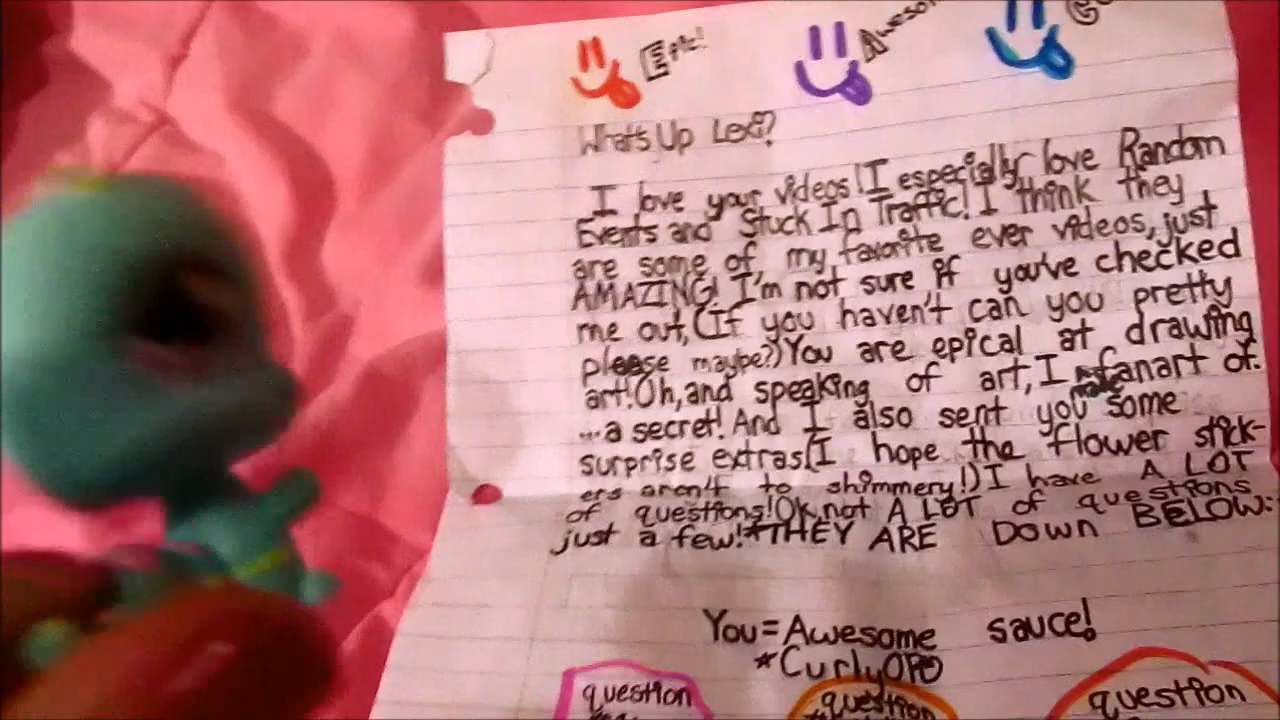 Epic! Awesom
What's Up Lex?
I love your videos! I especially love Random
Events and Stuck In Traffic! I think they
are some of my favorite ever videos, just
AMAZING! I'm not sure if you've checked
me out, (If you haven't can you pretty
please maybe?) You are epical at drawing
art! Oh, and speaking of art, I made fanart of.
...a secret! And I also sent you some
surprise extras (I hope the flower stick-
ers aren't to shimmery!) I have A LOT
of questions! Ok, not A LOT of questions
just a few! *THEY ARE DOWN BELOW:
You=Awesome sauce!
*CurlyOPO
question question question